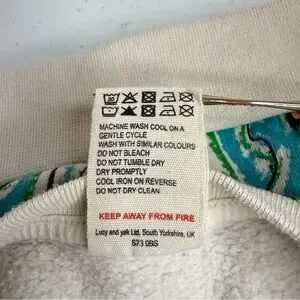 MACHINE WASH COOL ON A
GENTLE CYCLE
WASH WITH SIMILAR COLOURS
DO NOT BLEACH
DO NOT TUMBLE DRY
DRY PROMPTLY
COOL IRON ON REVERSE
DO NOT DRY CLEAN
KEEP AWAY FROM FIRE
Lucy and yak Ltd, South Yorkshire, UK
S73 0BS